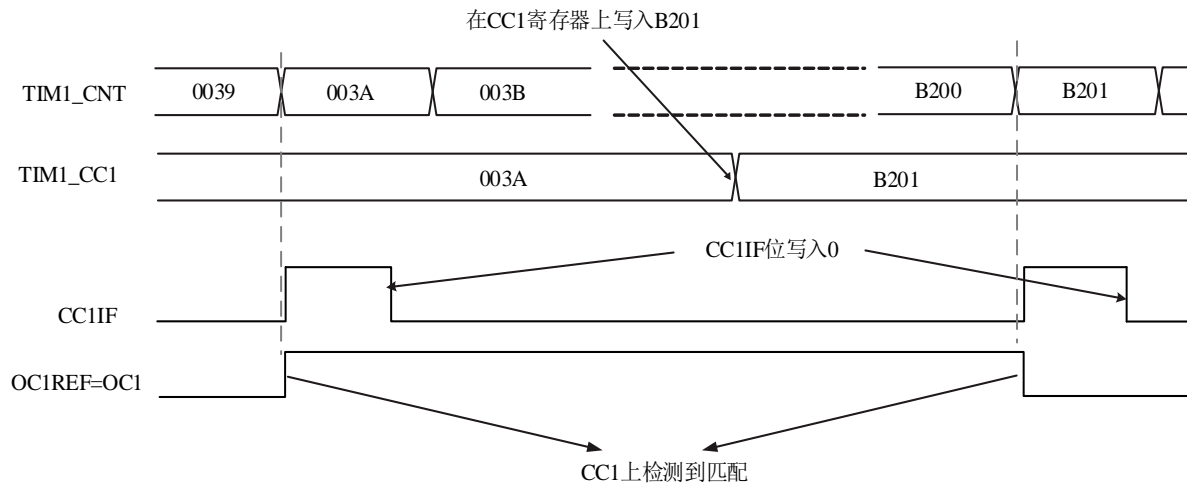 在CC1寄存器上写入B201
TIM1_CNT 0039 003A 003B B200 B201
TIM1_CC1 003A B201
CC1IF位写入0
CC1IF
OC1REF=OC1
CC1上检测到匹配